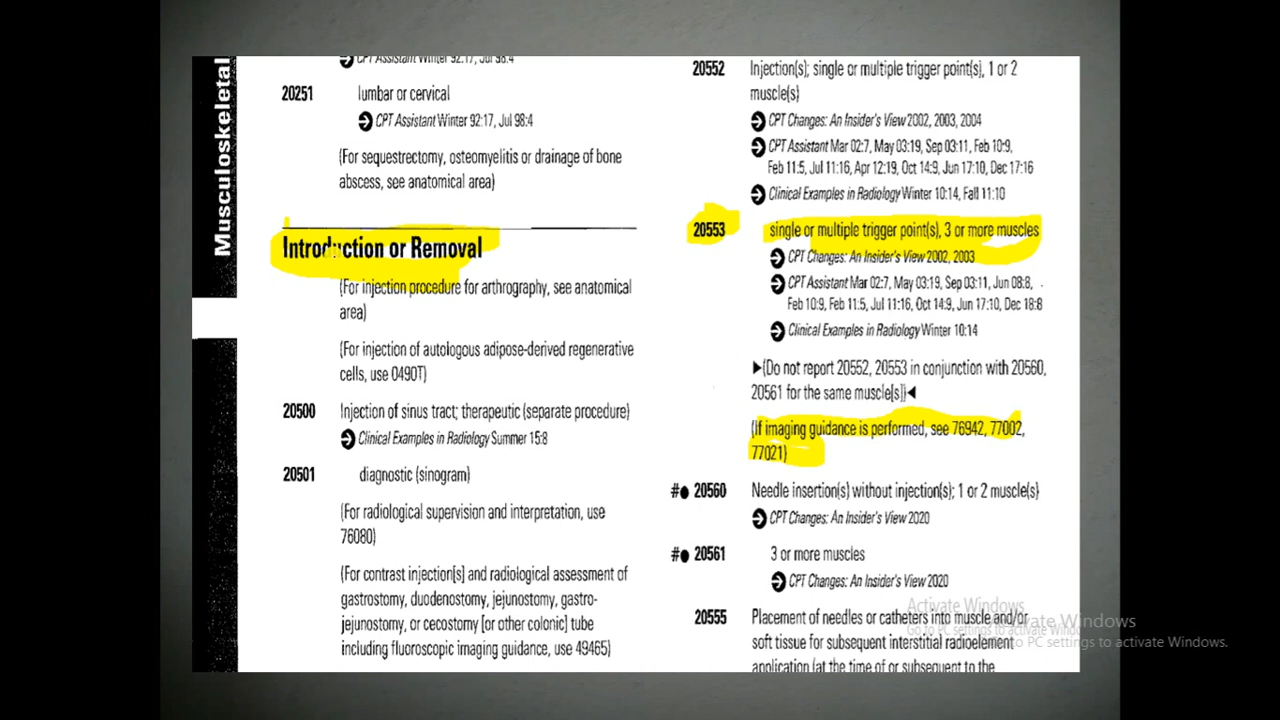 Musculoskeletal
CPT Assistant Winter 92:17, Jul 98:4
20251 lumbar or cervical
CPT Assistant Winter 92:17, Jul 98:4
(For sequestrectomy, osteomyelitis or drainage of bone
abscess, see anatomical area)
Introduction or Removal
(For injection procedure for arthrography, see anatomical
area)
(For injection of autologous adipose-derived regenerative
cells, use 0490T)
20500 Injection of sinus tract; therapeutic (separate procedure)
Clinical Examples in Radiology Summer 15:8
20501 diagnostic (sinogram)
(For radiological supervision and interpretation, use
76080)
(For contrast injection[s] and radiological assessment of
gastrostomy, duodenostomy, jejunostomy, gastro-
jejunostomy, or cecostomy [or other colonic] tube
including fluoroscopic imaging guidance, use 49465)
20552 Injection(s); single or multiple trigger point(s), 1 or 2
muscle(s)
CPT Changes: An Insider's View 2002, 2003, 2004
CPT Assistant Mar 02:7, May 03:19, Sep 03:11, Feb 10:9,
Feb 11:5, Jul 11:16, Apr 12:19, Oct 14:9, Jun 17:10, Dec 17:16
Clinical Examples in Radiology Winter 10:14, Fall 11:10
20553 single or multiple trigger point(s), 3 or more muscles
CPT Changes: An Insider's View 2002, 2003
CPT Assistant Mar 02:7, May 03:19, Sep 03:11, Jun 08:8,
Feb 10:9, Feb 11:5, Jul 11:16, Oct 14:9, Jun 17:10, Dec 18:8
Clinical Examples in Radiology Winter 10:14
▶(Do not report 20552, 20553 in conjunction with 20560,
20561 for the same muscle[s])◀
(If imaging guidance is performed, see 76942, 77002,
77021)
#● 20560 Needle insertion(s) without injection(s); 1 or 2 muscle(s)
CPT Changes: An Insider's View 2020
#● 20561 3 or more muscles
CPT Changes: An Insider's View 2020
20555 Placement of needles or catheters into muscle and/or
soft tissue for subsequent interstitial radioelement
application (at the time of or subsequent to the
Activate Windows
Go to PC settings to activate Windows.
Activate Windows
Go to PC settings to activate Windows.